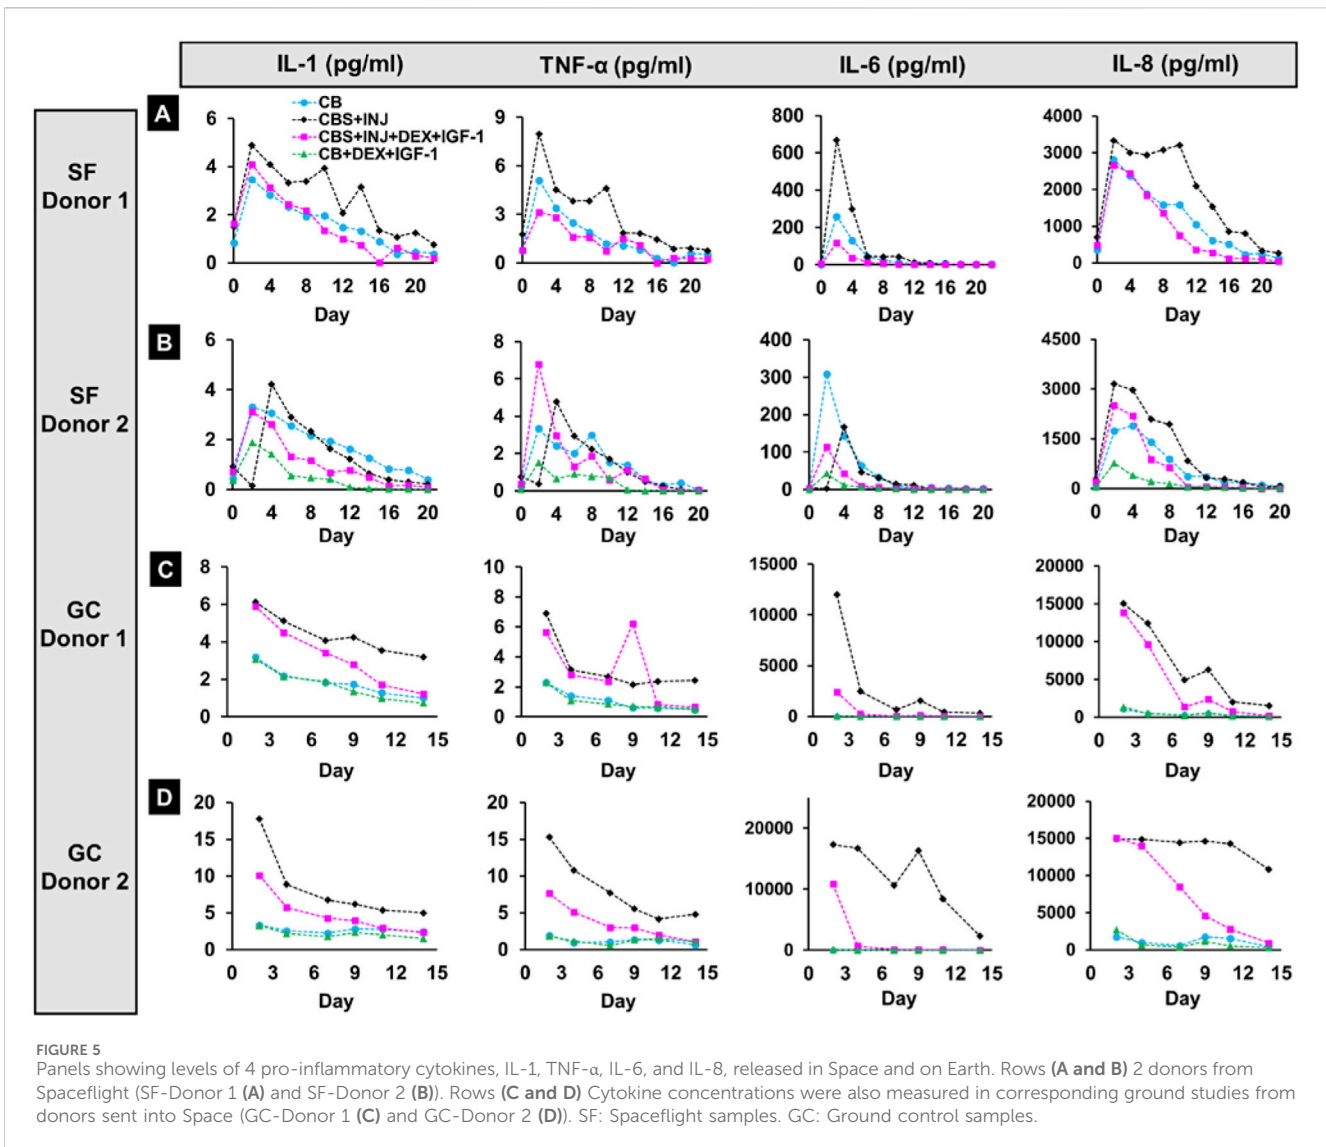 IL-1 (pg/ml) TNF-α (pg/ml) IL-6 (pg/ml) IL-8 (pg/ml)
SF
Donor 1
A
CB
CBS+INJ
CBS+INJ+DEX+IGF-1
CB+DEX+IGF-1
6
4
2
0
0 4 8 12 16 20
Day
9
6
3
0
0 4 8 12 16 20
Day
800
600
400
200
0
0 4 8 12 16 20
Day
4000
3000
2000
1000
0
0 4 8 12 16 20
Day
SF
Donor 2
B
6
4
2
0
0 4 8 12 16 20
8
6
4
2
0
0 4 8 12 16 20
400
300
200
100
0
0 4 8 12 16 20
4500
3000
1500
0
0 4 8 12 16 20
GC
Donor 1
C
8
6
4
2
0
0 3 6 9 12 15
Day
10
8
6
4
2
0
0 3 6 9 12 15
Day
15000
10000
5000
0
0 3 6 9 12 15
Day
20000
15000
10000
5000
0
0 3 6 9 12 15
Day
GC
Donor 2
D
20
15
10
5
0
0 3 6 9 12 15
Day
20
15
10
5
0
0 3 6 9 12 15
Day
20000
10000
0
0 3 6 9 12 15
Day
20000
15000
10000
5000
0
0 3 6 9 12 15
Day
FIGURE 5
Panels showing levels of 4 pro-inflammatory cytokines, IL-1, TNF-α, IL-6, and IL-8, released in Space and on Earth. Rows (A and B) 2 donors from
Spaceflight (SF-Donor 1 (A) and SF-Donor 2 (B)). Rows (C and D) Cytokine concentrations were also measured in corresponding ground studies from
donors sent into Space (GC-Donor 1 (C) and GC-Donor 2 (D)). SF: Spaceflight samples. GC: Ground control samples.